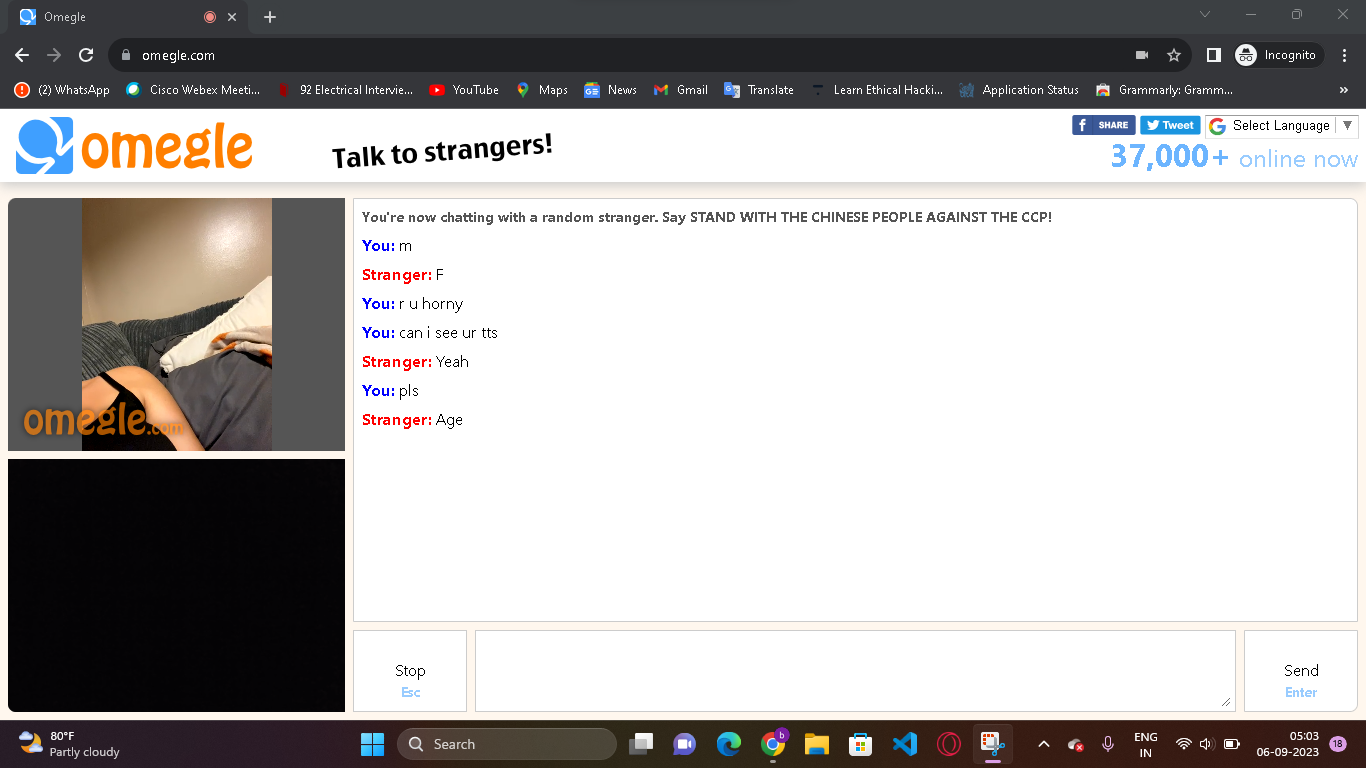 Omegle
omegle.com
Incognito
(2) WhatsApp
Cisco Webex Meeti...
92 Electrical Intervie...
YouTube
Maps
News
Gmail
Translate
Learn Ethical Hacki...
Application Status
Grammarly: Gramm...
»
omegle
Talk to strangers!
f SHARE
Tweet
G Select Language ▼
37,000+ online now
You're now chatting with a random stranger. Say STAND WITH THE CHINESE PEOPLE AGAINST THE CCP!
You: m
Stranger: F
You: r u horny
You: can i see ur tts
Stranger: Yeah
You: pls
Stranger: Age
omegle.com
Stop
Esc
Send
Enter
80°F
Partly cloudy
Search
b
ENG
IN
05:03
06-09-2023
18